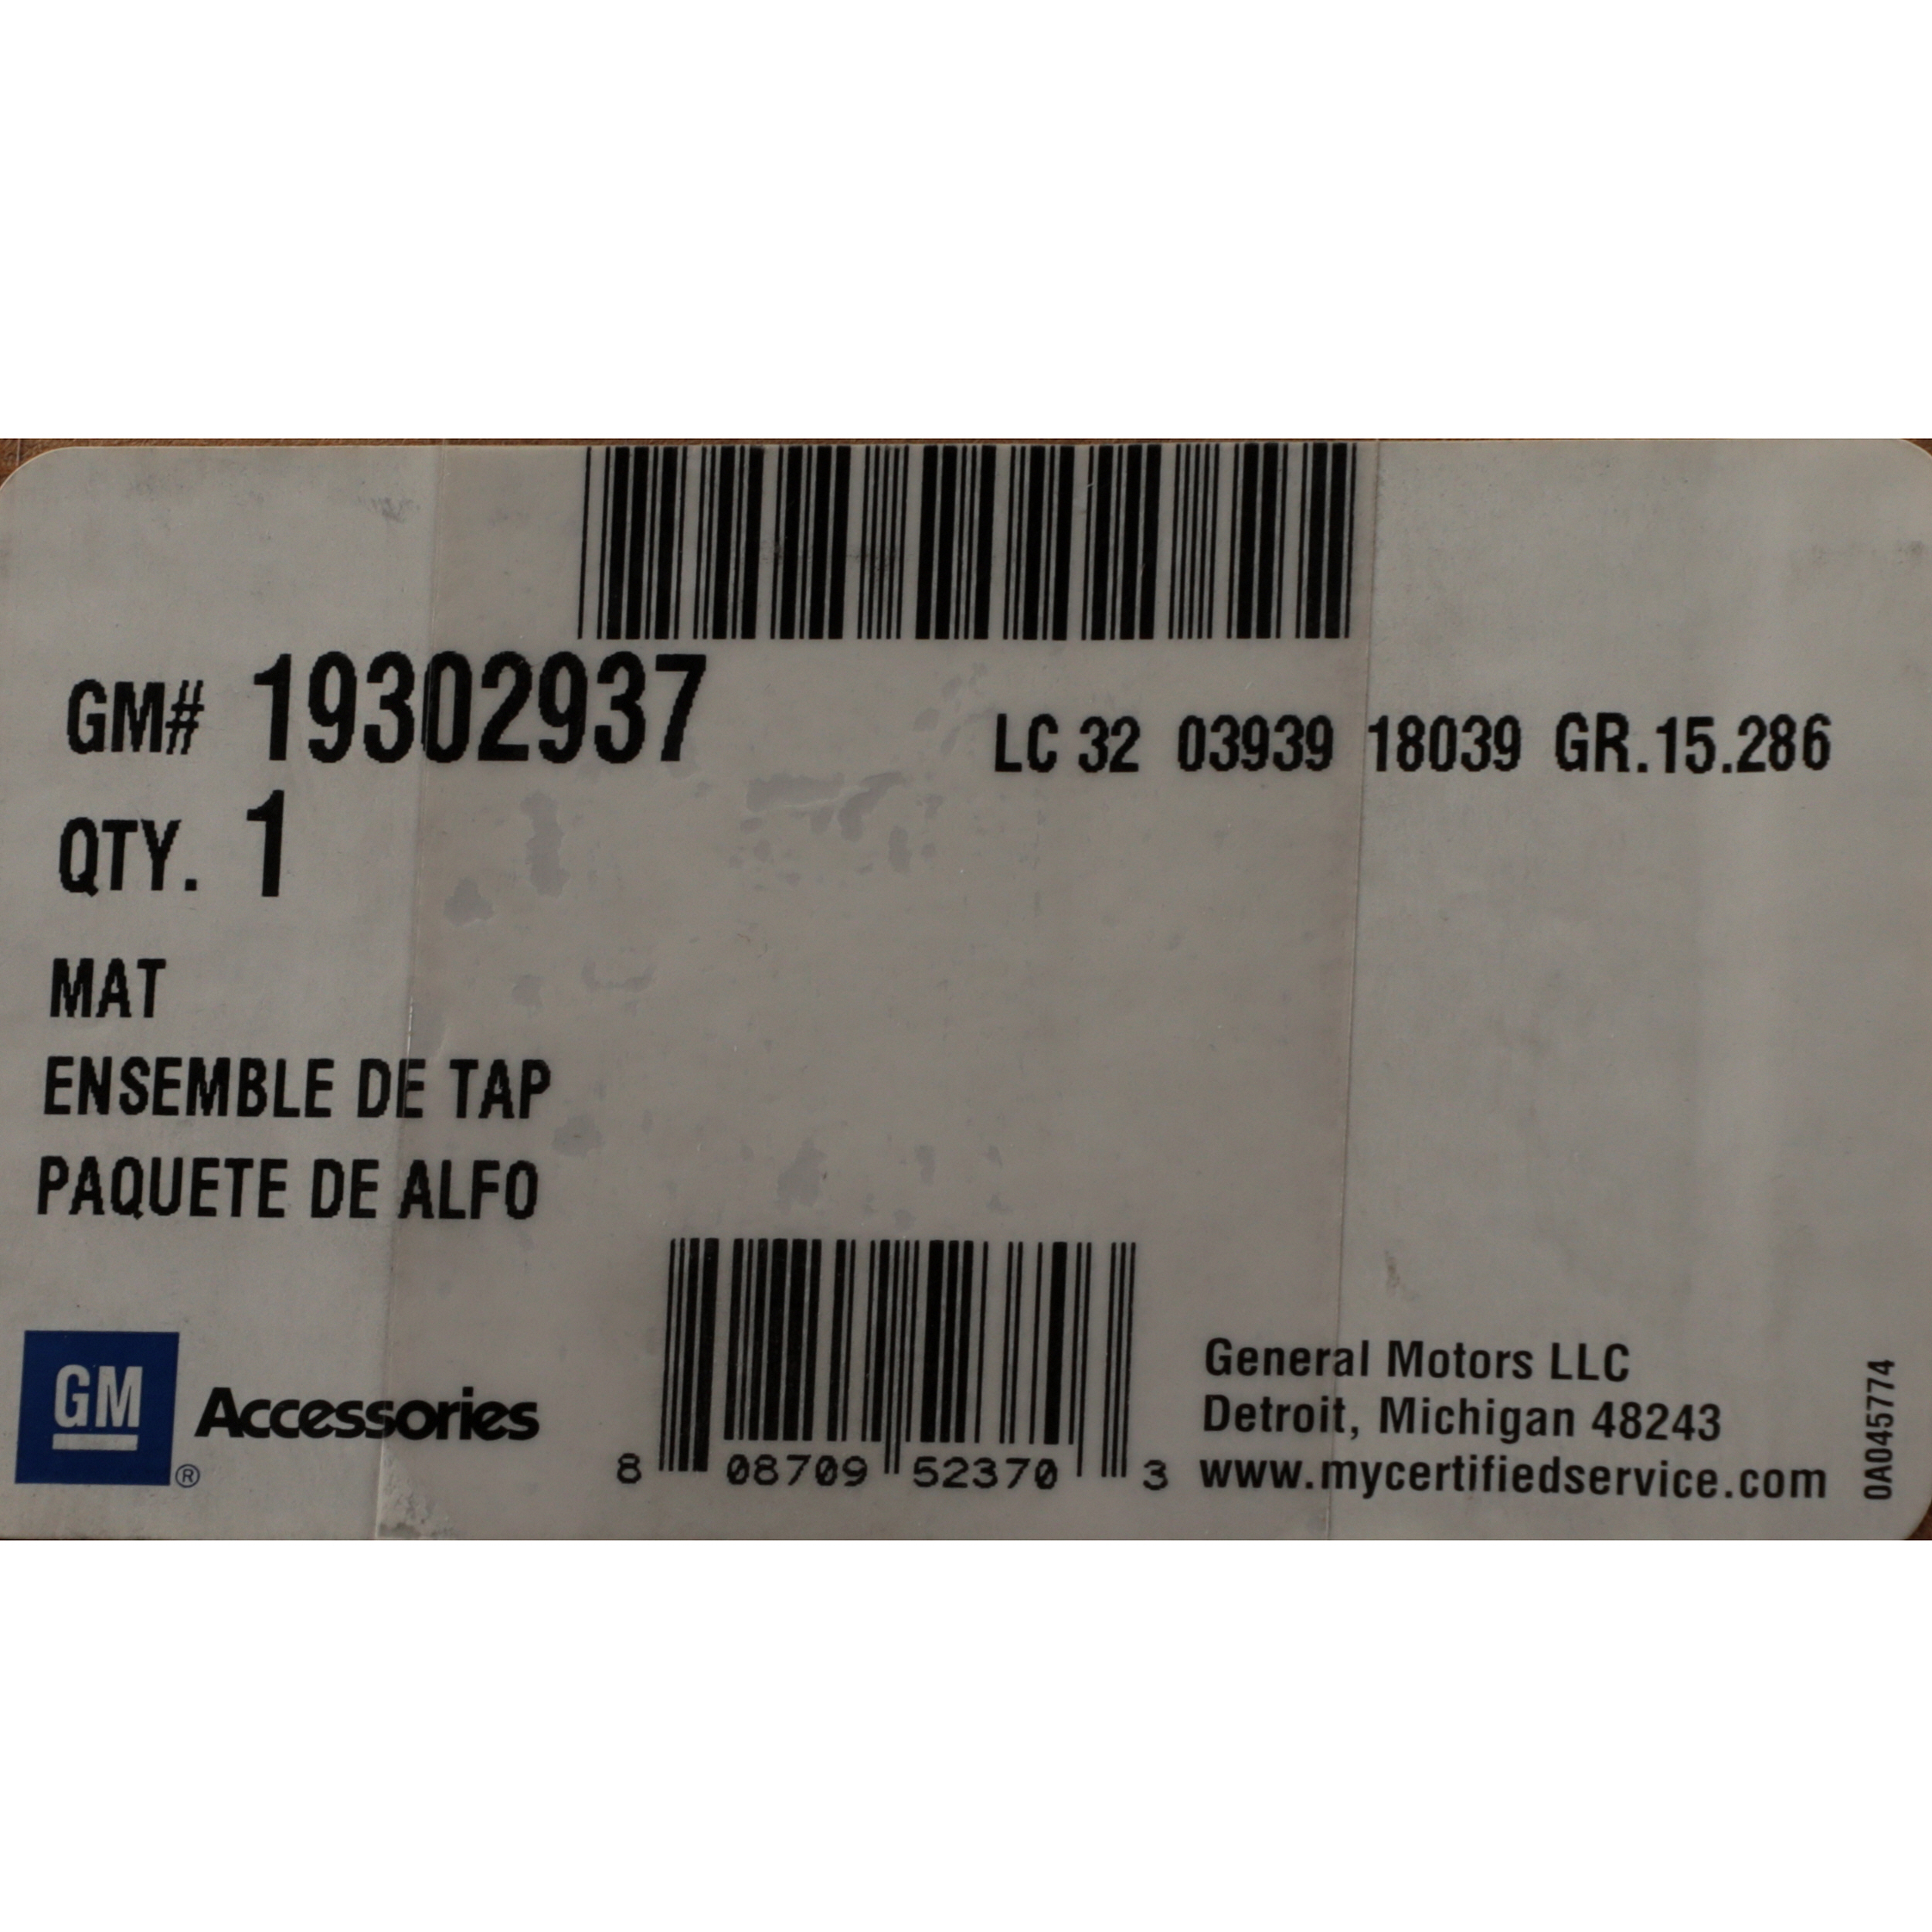 GM# 19302937
LC 32 03939 18039 GR.15.286
QTY. 1
MAT
ENSEMBLE DE TAP
PAQUETE DE ALFO
GM Accessories
®
8 08709 52370 3
General Motors LLC
Detroit, Michigan 48243
www.mycertifiedservice.com
0A045774